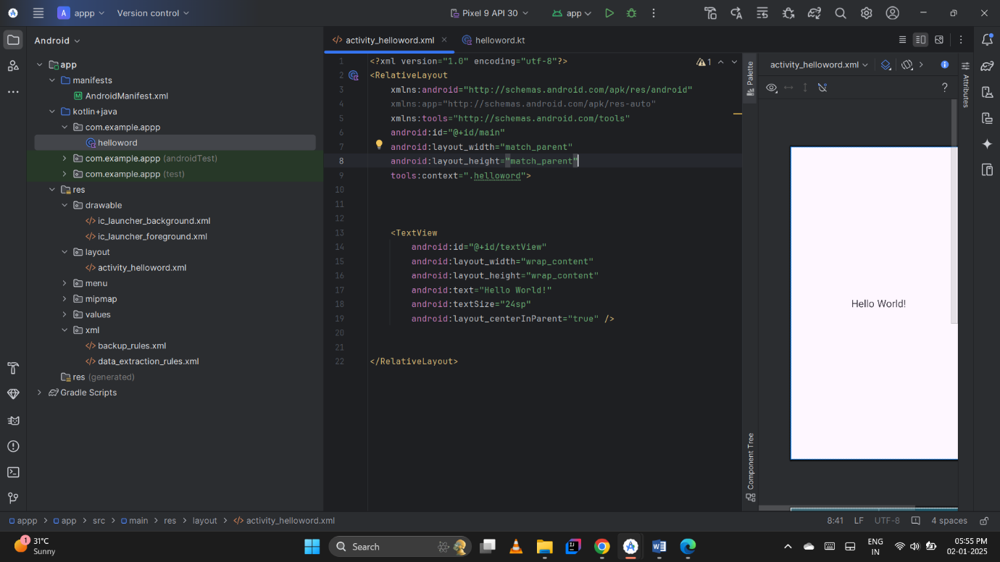 A appp Version control Pixel 9 API 30 app
Android
activity_helloword.xml helloword.kt
app
manifests
AndroidManifest.xml
kotlin+java
com.example.appp
helloword
com.example.appp (androidTest)
com.example.appp (test)
res
drawable
ic_launcher_background.xml
ic_launcher_foreground.xml
layout
activity_helloword.xml
menu
mipmap
values
xml
backup_rules.xml
data_extraction_rules.xml
res (generated)
Gradle Scripts
1 <?xml version="1.0" encoding="utf-8"?>
2 <RelativeLayout
3 xmlns:android="http://schemas.android.com/apk/res/android"
4 xmlns:app="http://schemas.android.com/apk/res-auto"
5 xmlns:tools="http://schemas.android.com/tools"
6 android:id="@+id/main"
7 android:layout_width="match_parent"
8 android:layout_height="match_parent"
9 tools:context=".helloword">
10
11
12
13 <TextView
14 android:id="@+id/textView"
15 android:layout_width="wrap_content"
16 android:layout_height="wrap_content"
17 android:text="Hello World!"
18 android:textSize="24sp"
19 android:layout_centerInParent="true" />
20
21
22 </RelativeLayout>
1
Palette
Component Tree
activity_helloword.xml
?
Attributes
Hello World!
appp > app > src > main > res > layout > activity_helloword.xml
8:41 LF UTF-8 4 spaces
1
31°C
Sunny
Search
ENG
IN
05:55 PM
02-01-2025